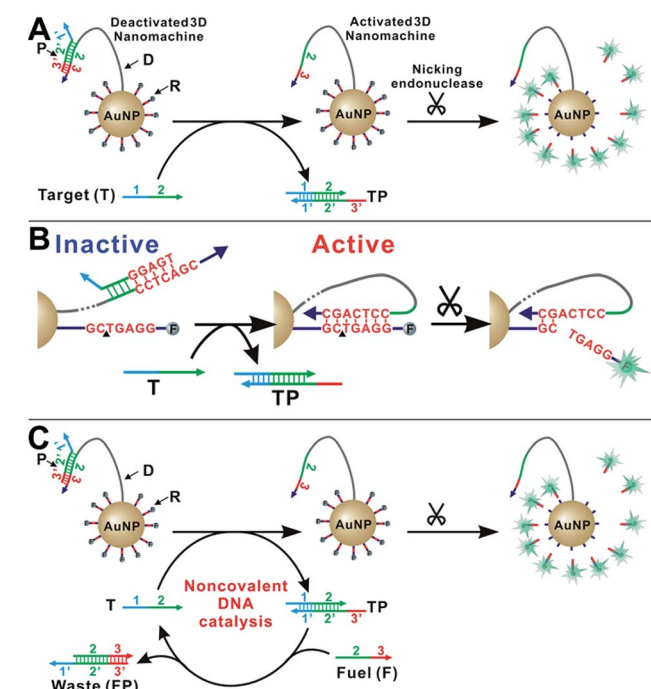 A
Deactivated 3D
Nanomachine
Activated 3D
Nanomachine
P
1'
2'
3'
2
3
D
R
AuNP
2
3
AuNP
Nicking
endonuclease
AuNP
Target (T)
1 2
1 2
1' 2' 3'
TP
B
Inactive
Active
GGAGT
CCTCAGC
GCTGAGG
F
CGACTCC
GCTGAGG
F
CGACTCC
GC
TGAGG
F
T
TP
C
P
1'
2'
3'
2
3
D
R
AuNP
2
3
AuNP
AuNP
T
1 2
Noncovalent
DNA
catalysis
1 2
1' 2' 3'
TP
2 3
1' 2' 3'
Waste (FP)
2 3
Fuel (F)